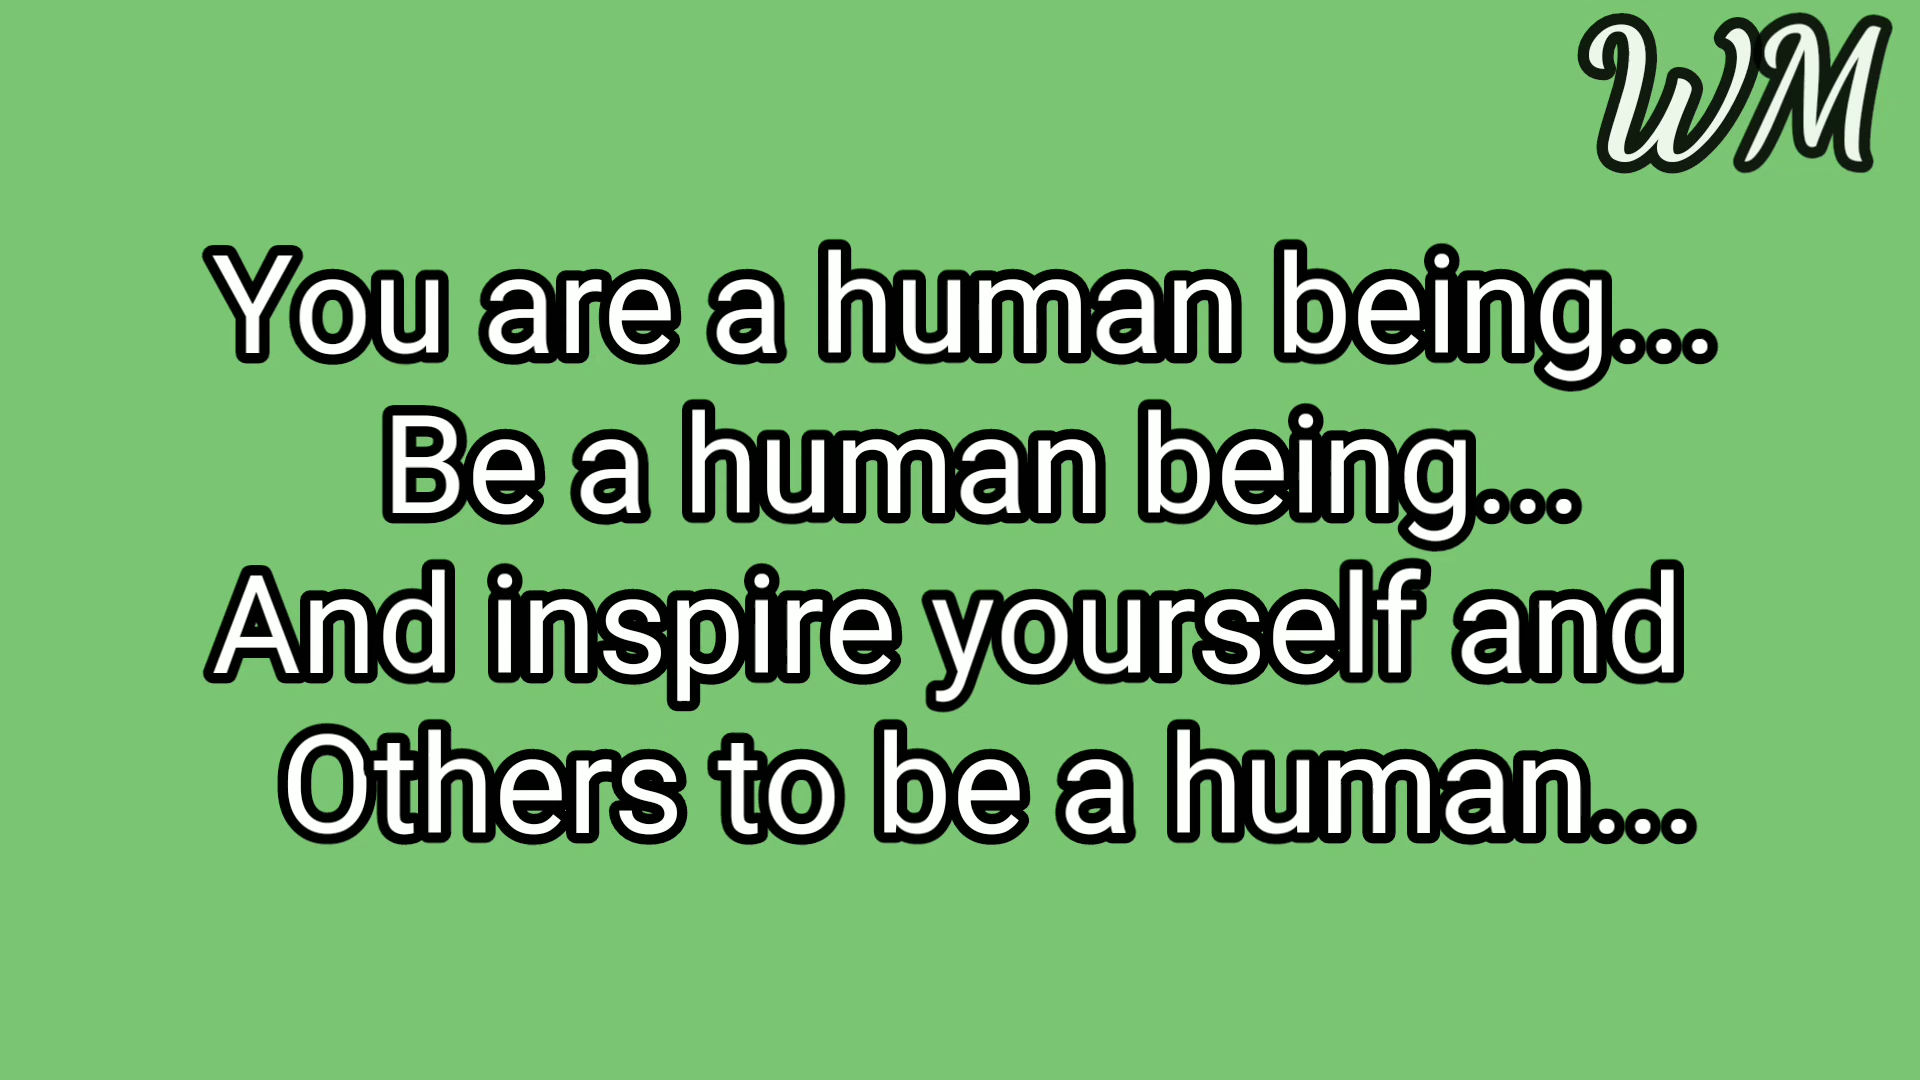 WM
You are a human being...
Be a human being...
And inspire yourself and
Others to be a human...